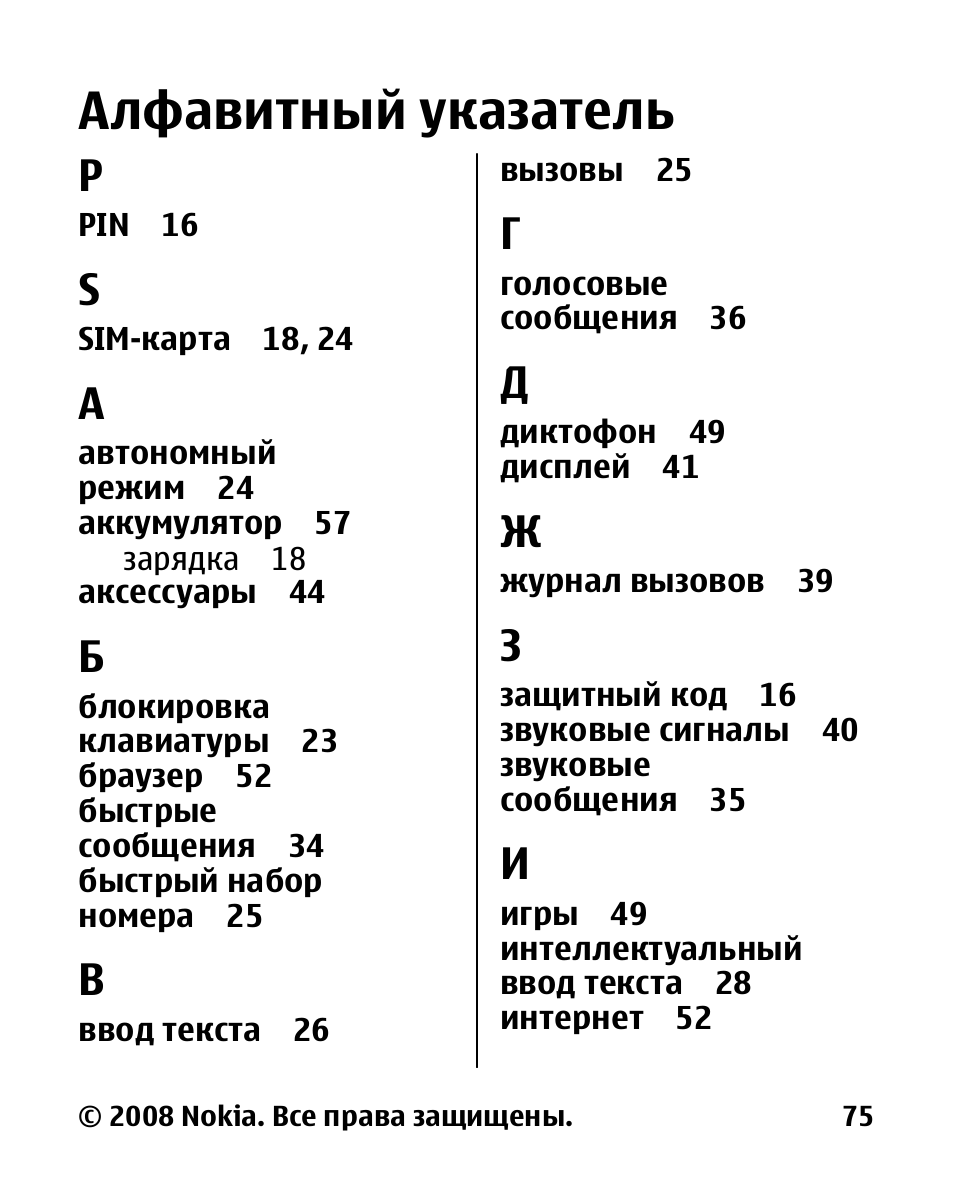 Алфавитный указатель
P
PIN 16
S
SIM-карта 18, 24
А
автономный
режим 24
аккумулятор 57
зарядка 18
аксессуары 44
Б
блокировка
клавиатуры 23
браузер 52
быстрые
сообщения 34
быстрый набор
номера 25
В
ввод текста 26
вызовы 25
Г
голосовые
сообщения 36
Д
диктофон 49
дисплей 41
Ж
журнал вызовов 39
З
защитный код 16
звуковые сигналы 40
звуковые
сообщения 35
И
игры 49
интеллектуальный
ввод текста 28
интернет 52
© 2008 Nokia. Все права защищены. 75